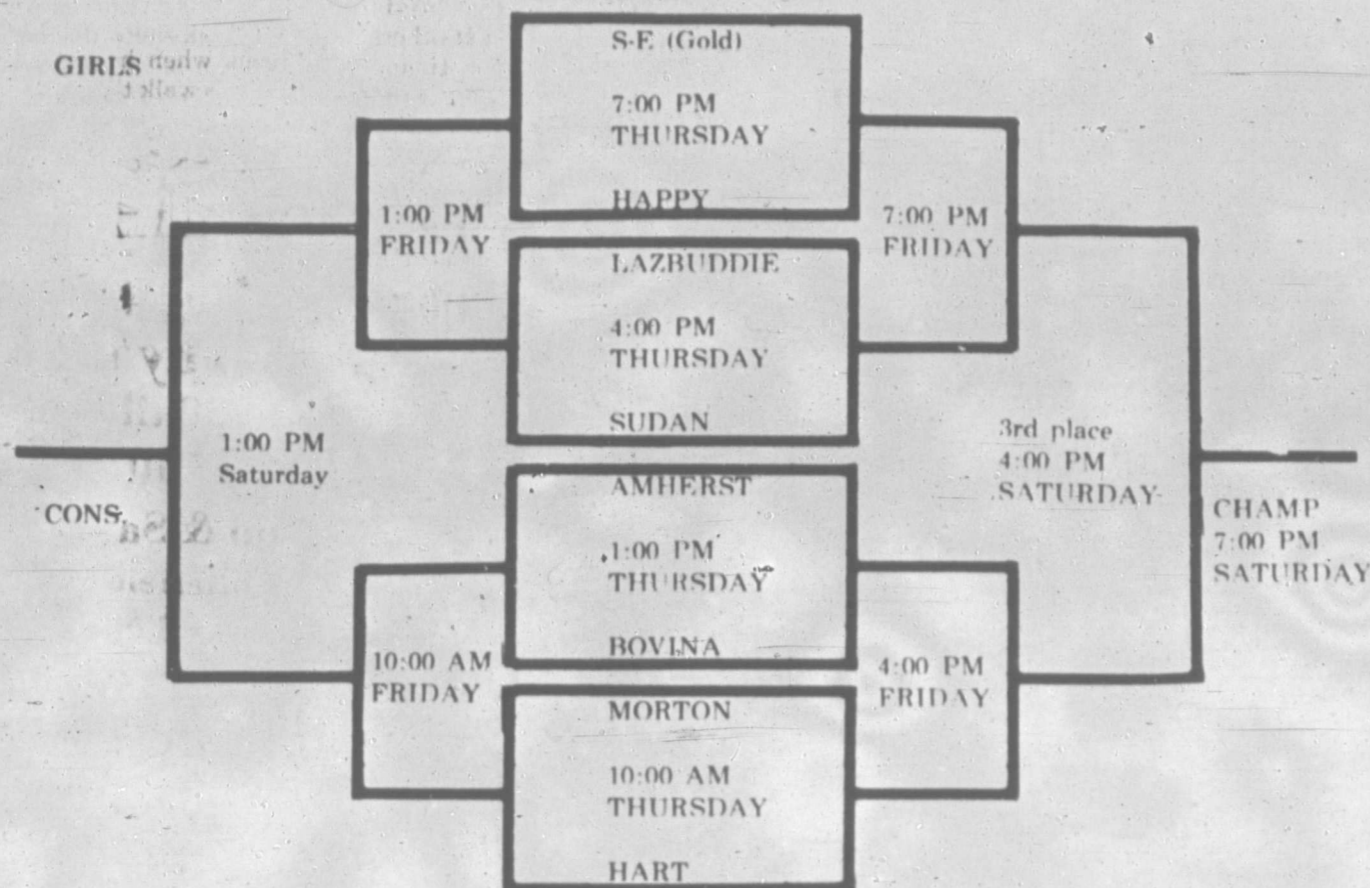 GIRLS
S-E (Gold)
7:00 PM
THURSDAY
HAPPY
1:00 PM
FRIDAY
7:00 PM
FRIDAY
LAZBUDDIE
4:00 PM
THURSDAY
SUDAN
1:00 PM
Saturday
3rd place
4:00 PM
SATURDAY
CONS.
AMHERST
1:00 PM
THURSDAY
BOVINA
CHAMP
7:00 PM
SATURDAY
10:00 AM
FRIDAY
4:00 PM
FRIDAY
MORTON
10:00 AM
THURSDAY
HART